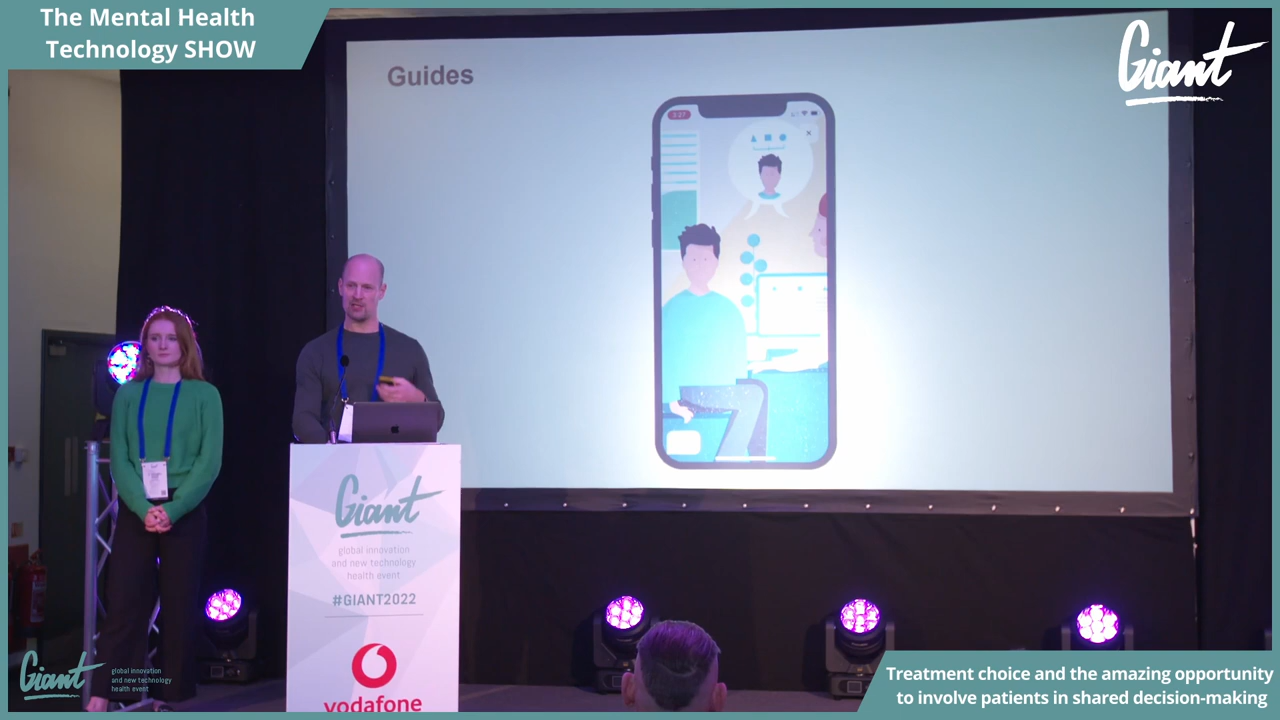 The Mental Health
Technology SHOW
Giant
Guides
3:27
Giant
global innovation
and new technology
health event
#GIANT2022
vodafone
Giant
global innovation
and new technology
health event
Treatment choice and the amazing opportunity
to involve patients in shared decision-making